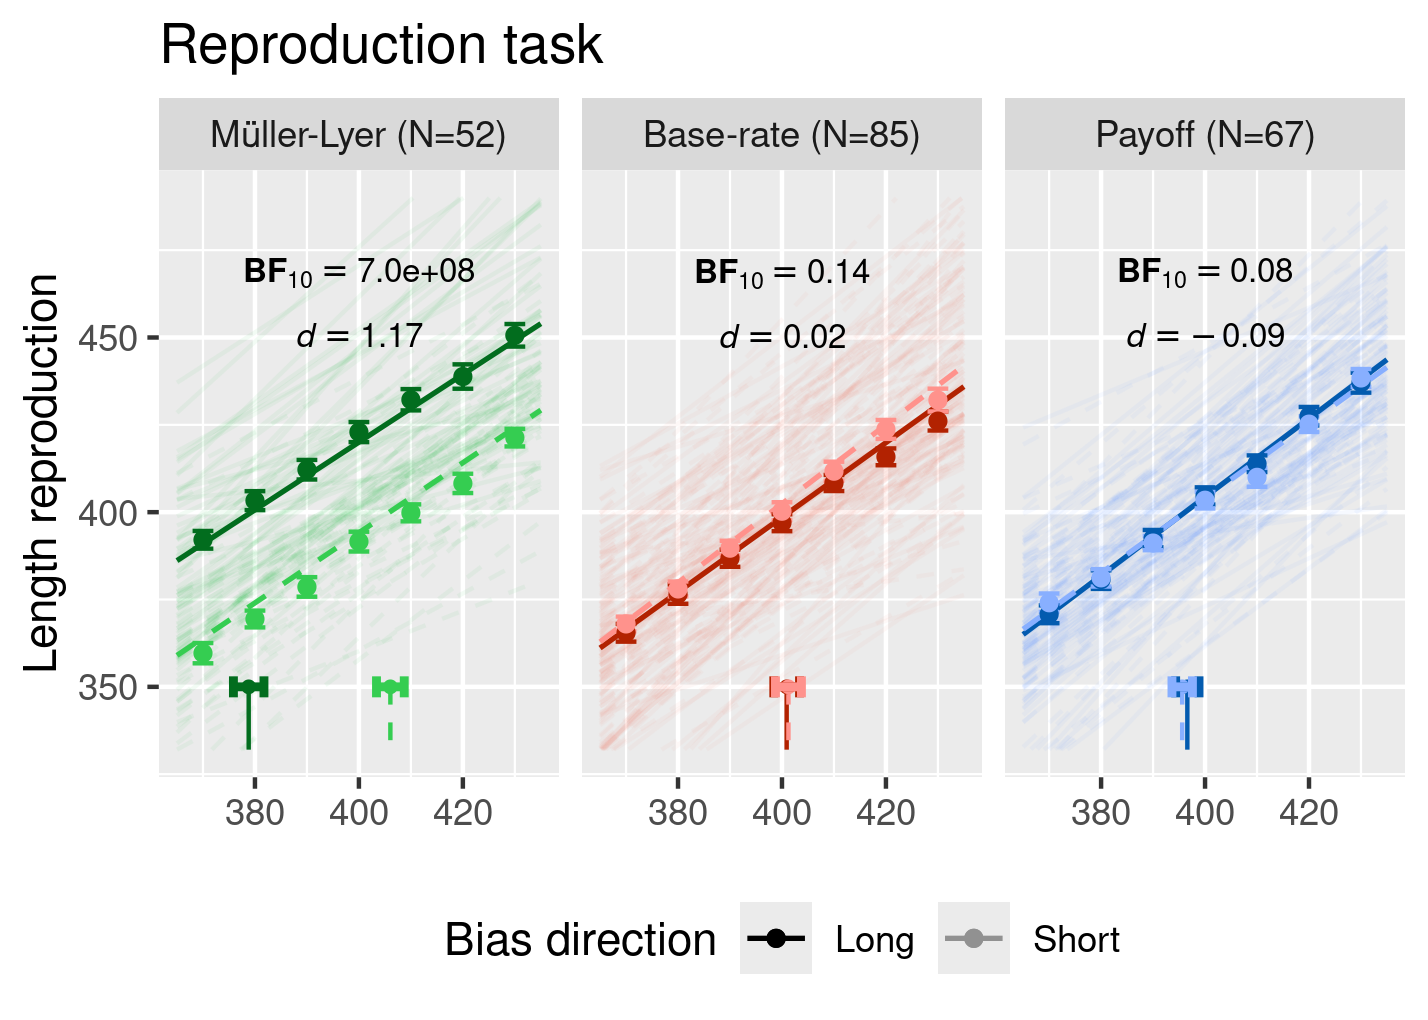 Reproduction task
Müller-Lyer (N=52)
Base-rate (N=85)
Payoff (N=67)
BF10 = 7.0e+08
d = 1.17
BF10 = 0.14
d = 0.02
BF10 = 0.08
d = −0.09
Length reproduction
450
400
350
380 400 420
380 400 420
380 400 420
Bias direction Long Short